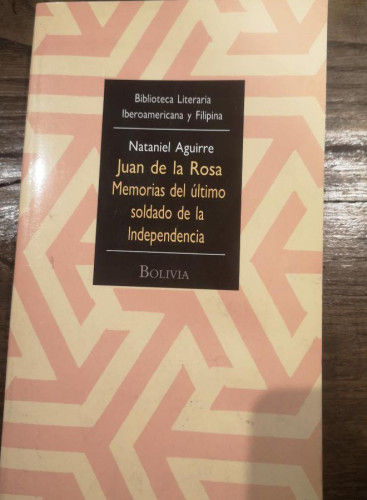 Biblioteca Literaria
Iberoamericana y Filipina
Nataniel Aguirre
Juan de la Rosa
Memorias del último
soldado de la
Independencia
BOLIVIA